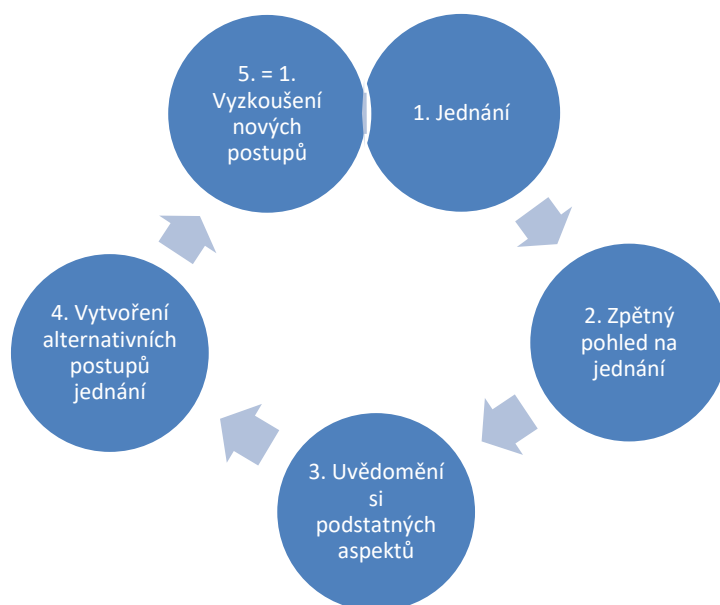 5. = 1.
Vyzkoušení
nových
postupů
1. Jednání
2. Zpětný
pohled na
jednání
3. Uvědomění
si
podstatných
aspektů
4. Vytvoření
alternativních
postupů
jednání